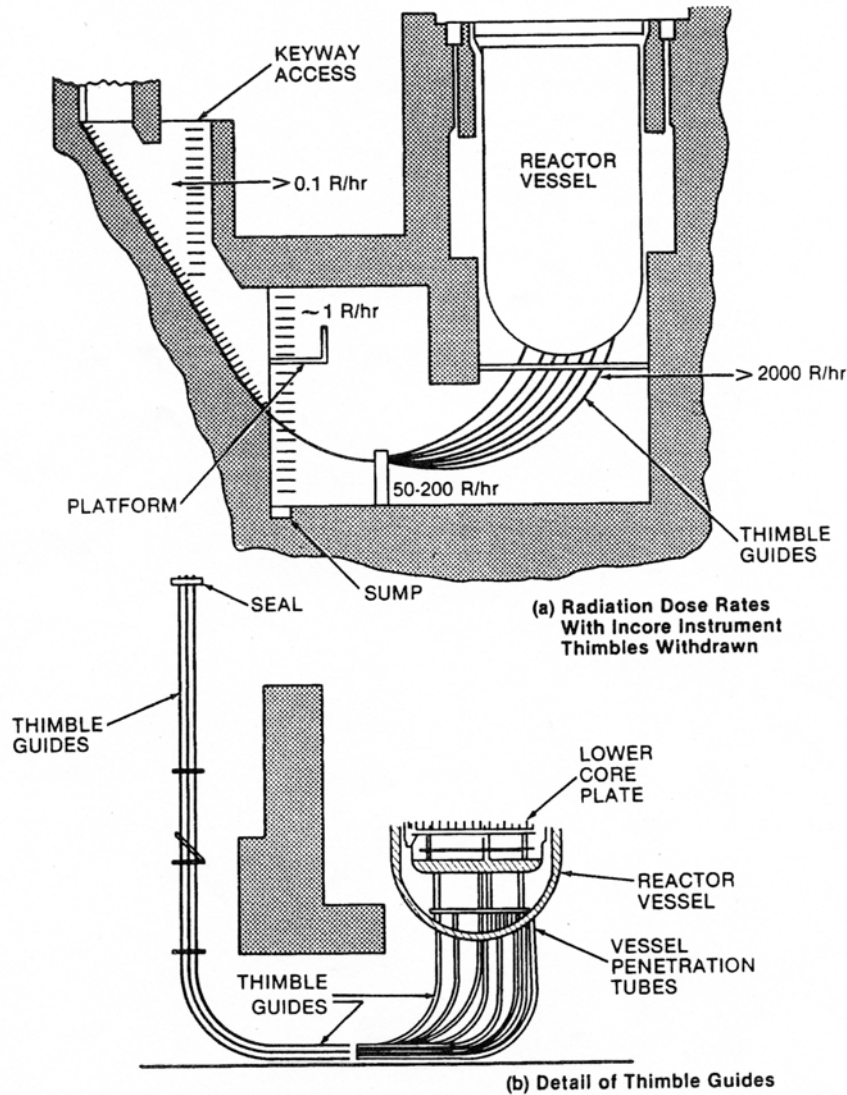 KEYWAY
ACCESS
> 0.1 R/hr
REACTOR
VESSEL
~ 1 R/hr
> 2000 R/hr
50-200 R/hr
PLATFORM
THIMBLE
GUIDES
SUMP
(a) Radiation Dose Rates
With Incore Instrument
Thimbles Withdrawn
SEAL
THIMBLE
GUIDES
LOWER
CORE
PLATE
REACTOR
VESSEL
VESSEL
PENETRATION
TUBES
THIMBLE
GUIDES
(b) Detail of Thimble Guides